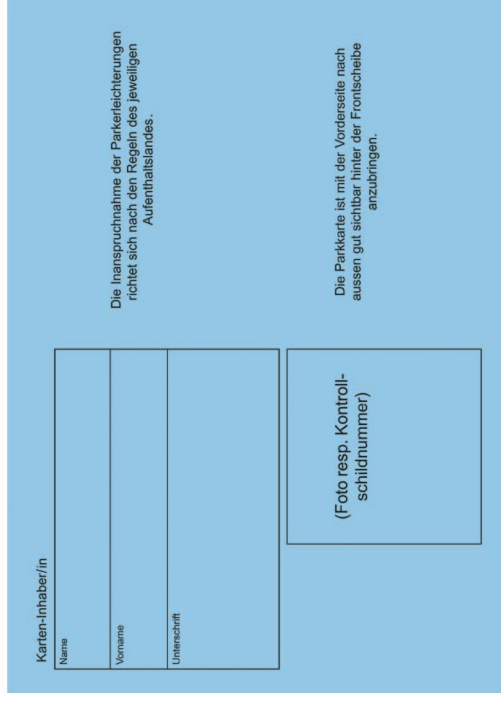 Karten-Inhaber/in
Name
Vorname
Unterschrift
(Foto resp. Kontroll-
schildnummer)
Die Inanspruchnahme der Parkerleichterungen
richtet sich nach den Regeln des jeweiligen
Aufenthaltslandes.
Die Parkkarte ist mit der Vorderseite nach
aussen gut sichtbar hinter der Frontscheibe
anzubringen.